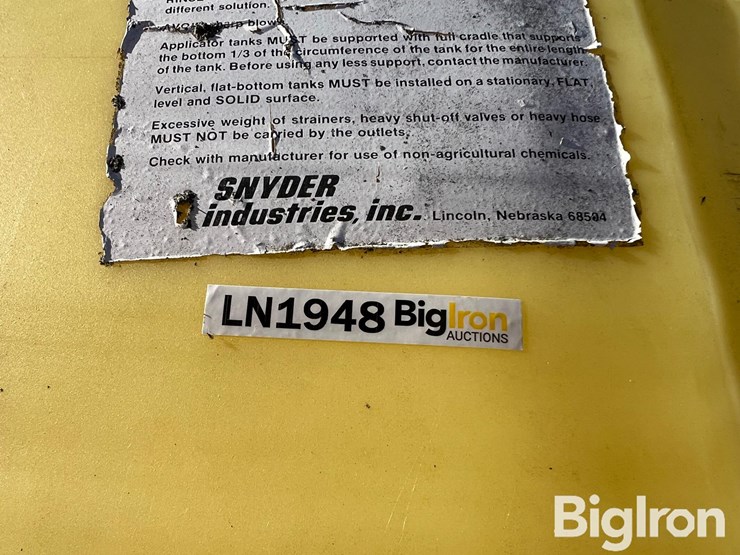 different solution.
sharp blow
Applicator tanks MUST be supported with full cradle that supports
the bottom 1/3 of the circumference of the tank for the entire length
of the tank. Before using any less support, contact the manufacturer.
Vertical, flat-bottom tanks MUST be installed on a stationary, FLAT,
level and SOLID surface.
Excessive weight of strainers, heavy shut-off valves or heavy hose
MUST NOT be carried by the outlets.
Check with manufacturer for use of non-agricultural chemicals.
SNYDER
industries, inc. Lincoln, Nebraska 68504
LN1948 BigIron
AUCTIONS
BigIron